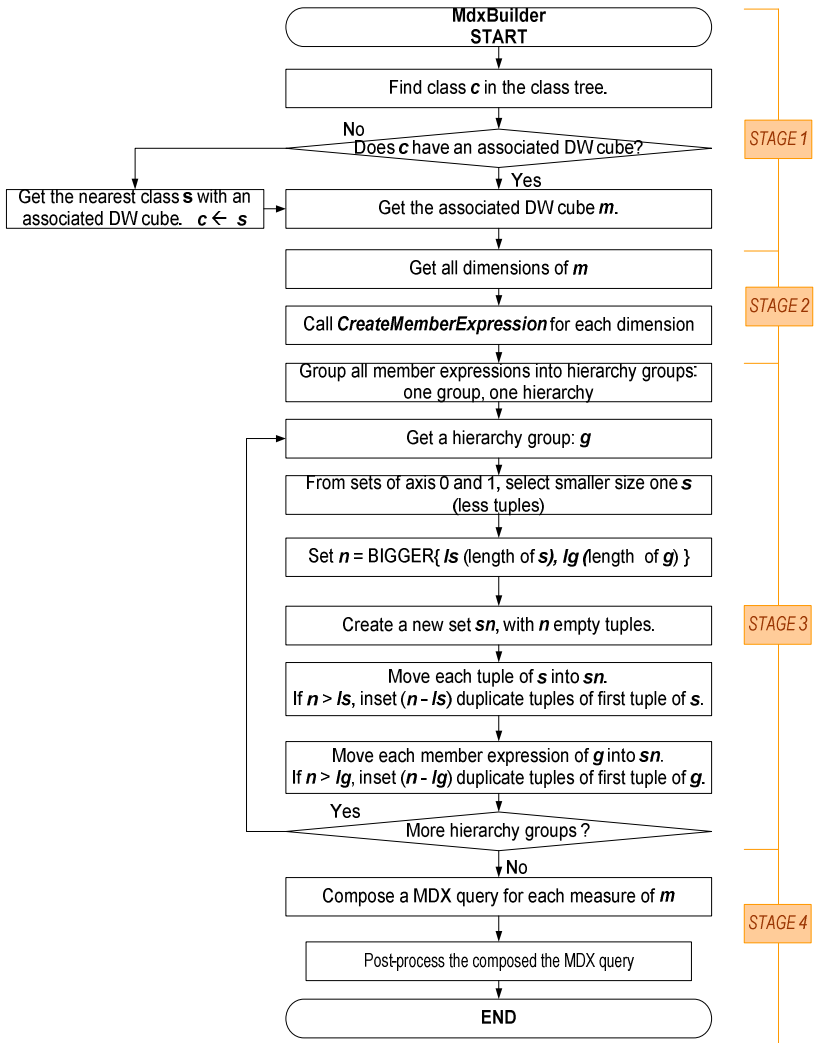 MdxBuilder
START
Find class c in the class tree.
No
Does c have an associated DW cube?
STAGE 1
Yes
Get the nearest class s with an
associated DW cube. c ← s
Get the associated DW cube m.
Get all dimensions of m
STAGE 2
Call CreateMemberExpression for each dimension
Group all member expressions into hierarchy groups:
one group, one hierarchy
Get a hierarchy group: g
From sets of axis 0 and 1, select smaller size one s
(less tuples)
Set n = BIGGER{ ls (length of s), lg (length of g) }
Create a new set sn, with n empty tuples.
STAGE 3
Move each tuple of s into sn.
If n > ls, inset (n - ls) duplicate tuples of first tuple of s.
Move each member expression of g into sn.
If n > lg, inset (n - lg) duplicate tuples of first tuple of g.
Yes
More hierarchy groups ?
No
Compose a MDX query for each measure of m
STAGE 4
Post-process the composed the MDX query
END